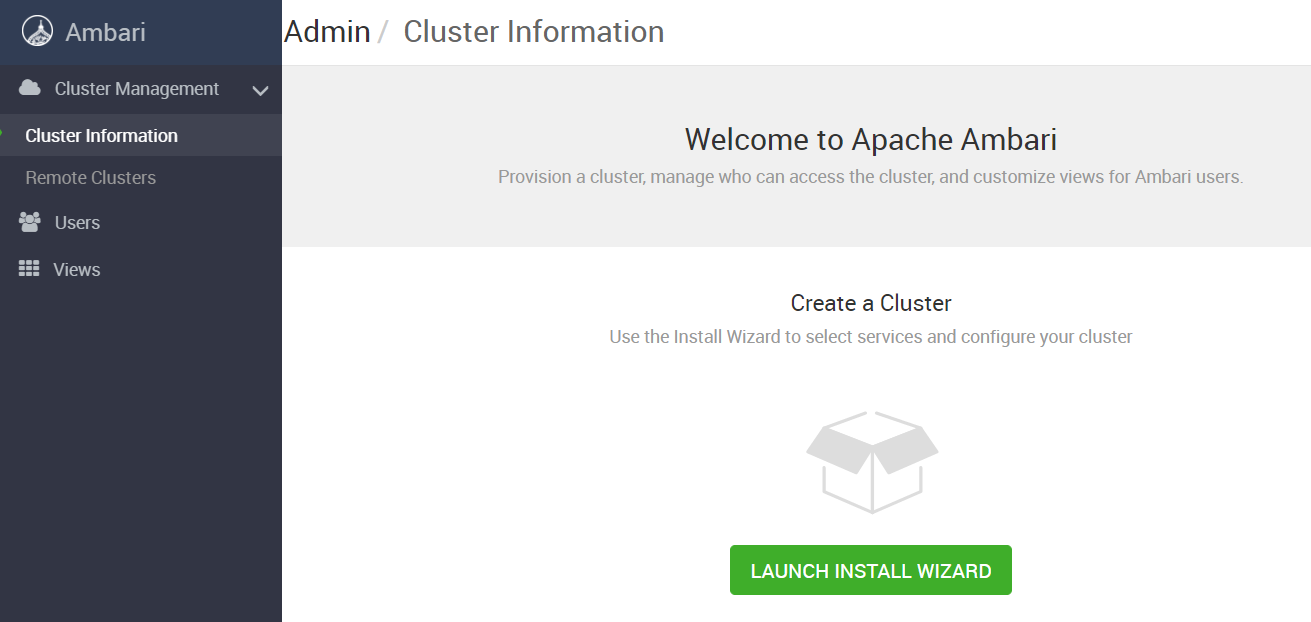 Ambari
Admin / Cluster Information
Cluster Management
Cluster Information
Remote Clusters
Users
Views
Welcome to Apache Ambari
Provision a cluster, manage who can access the cluster, and customize views for Ambari users.
Create a Cluster
Use the Install Wizard to select services and configure your cluster
LAUNCH INSTALL WIZARD